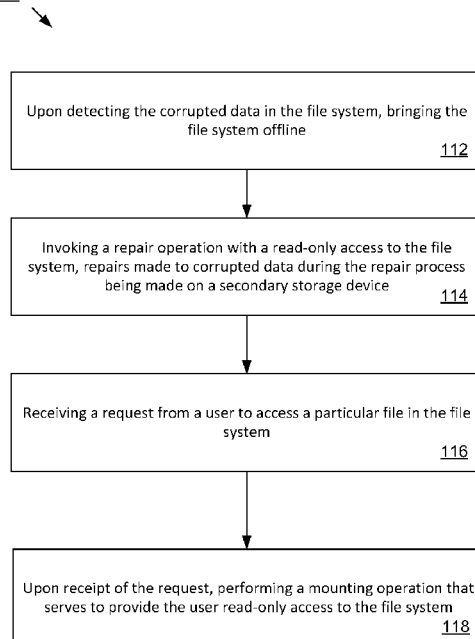 Upon detecting the corrupted data in the file system, bringing the
file system offline
112
Invoking a repair operation with a read-only access to the file
system, repairs made to corrupted data during the repair process
being made on a secondary storage device
114
Receiving a request from a user to access a particular file in the file
system
116
Upon receipt of the request, performing a mounting operation that
serves to provide the user read-only access to the file system
118